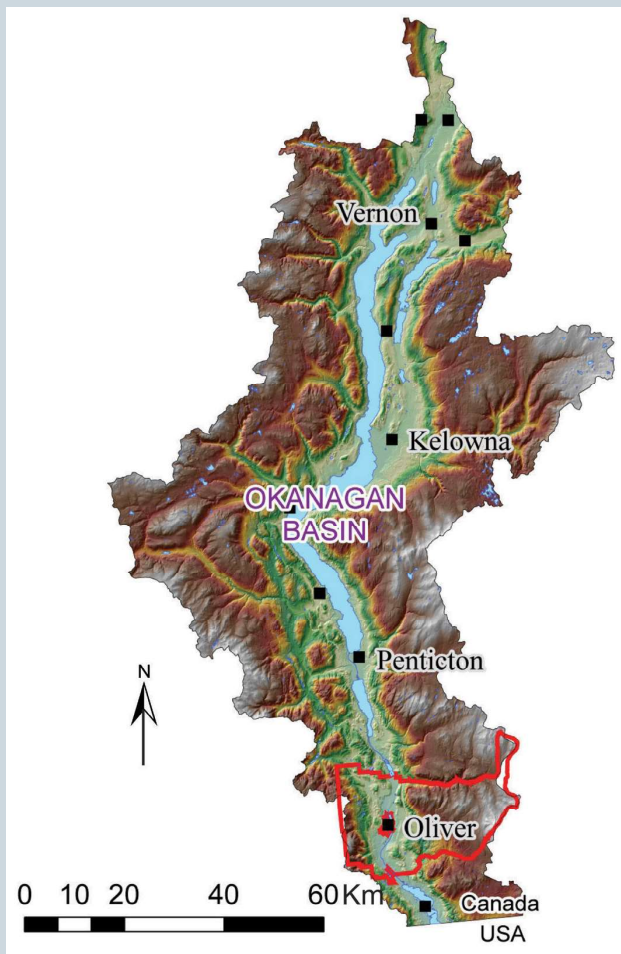 Vernon
Kelowna
OKANAGAN
BASIN
Penticton
N
Oliver
0 10 20 40 60 Km
Canada
USA